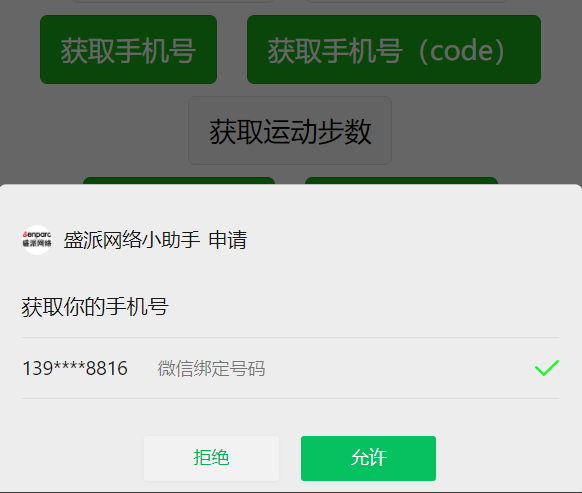 获取手机号 获取手机号（code）
获取运动步数
Senparc
盛派网络
盛派网络小助手 申请
获取你的手机号
139****8816 微信绑定号码
拒绝 允许